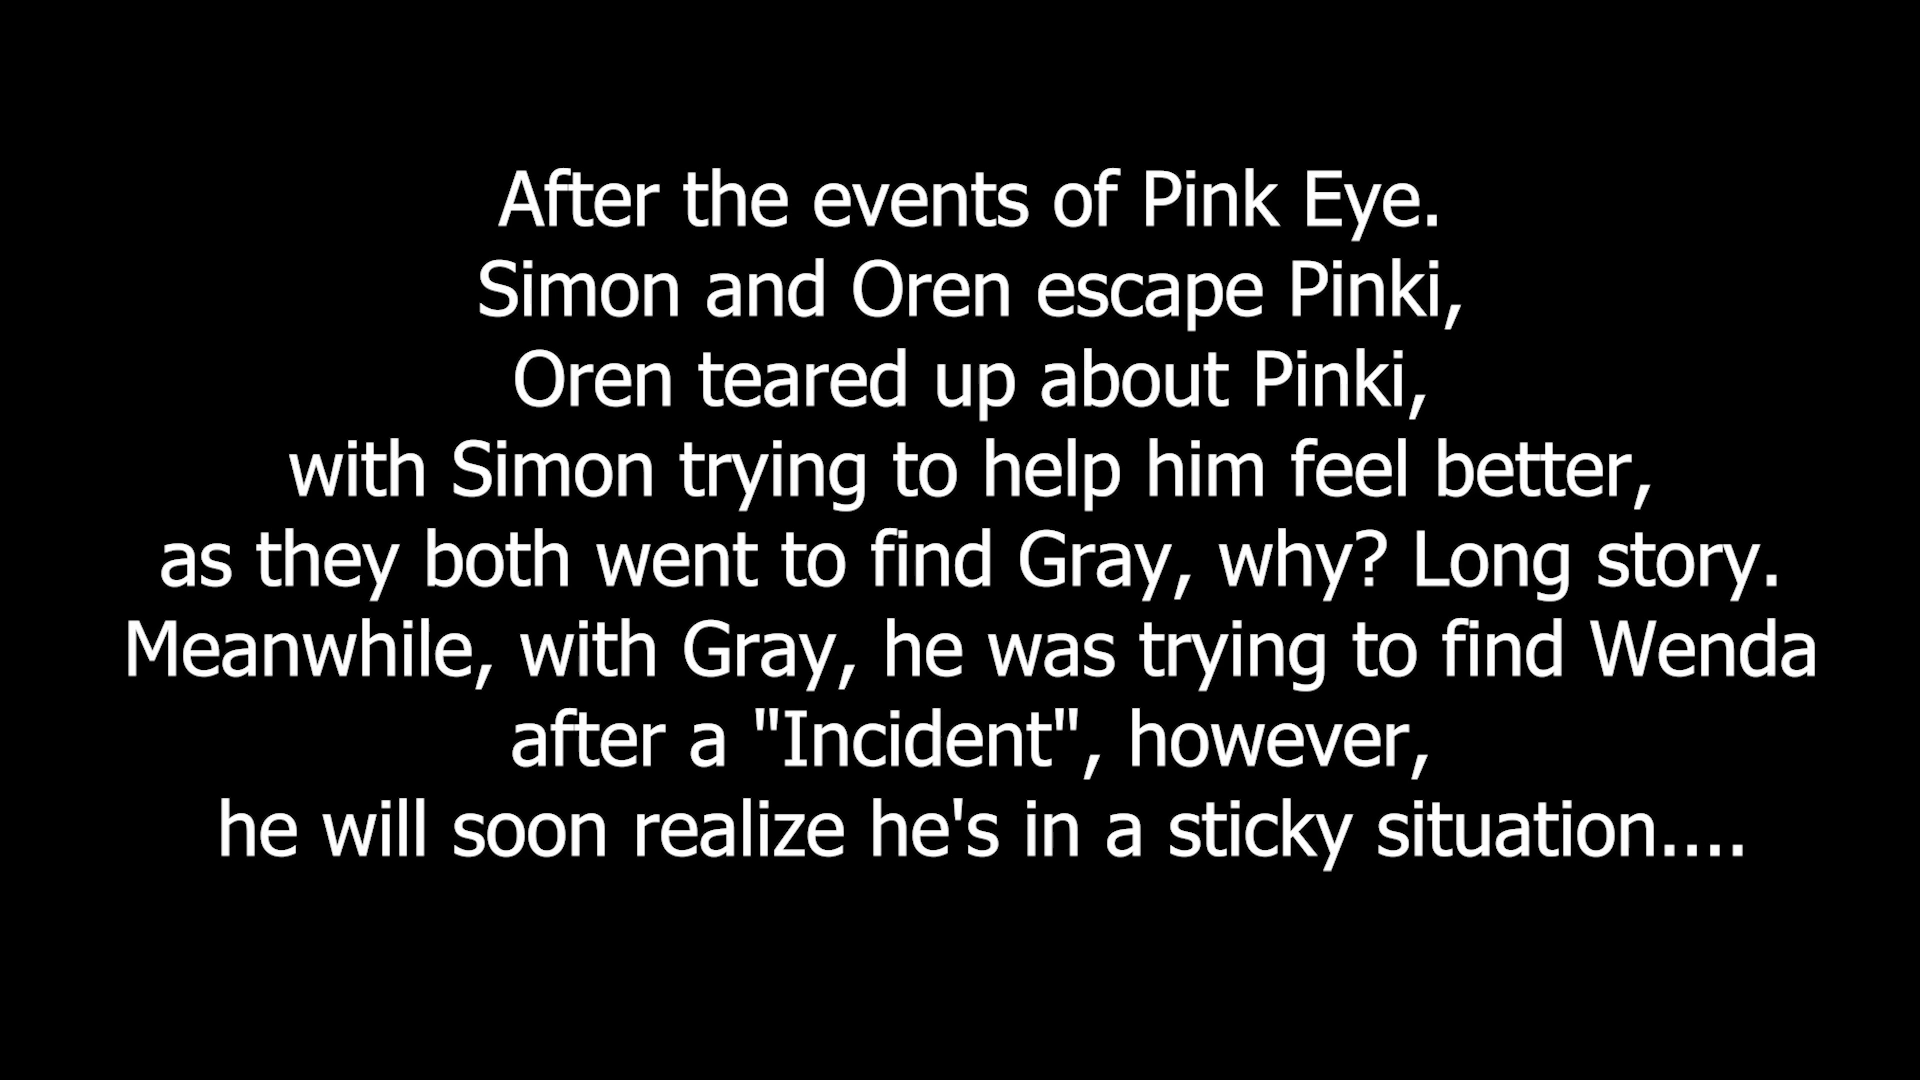 After the events of Pink Eye.
Simon and Oren escape Pinki,
Oren teared up about Pinki,
with Simon trying to help him feel better,
as they both went to find Gray, why? Long story.
Meanwhile, with Gray, he was trying to find Wenda
after a "Incident", however,
he will soon realize he's in a sticky situation....